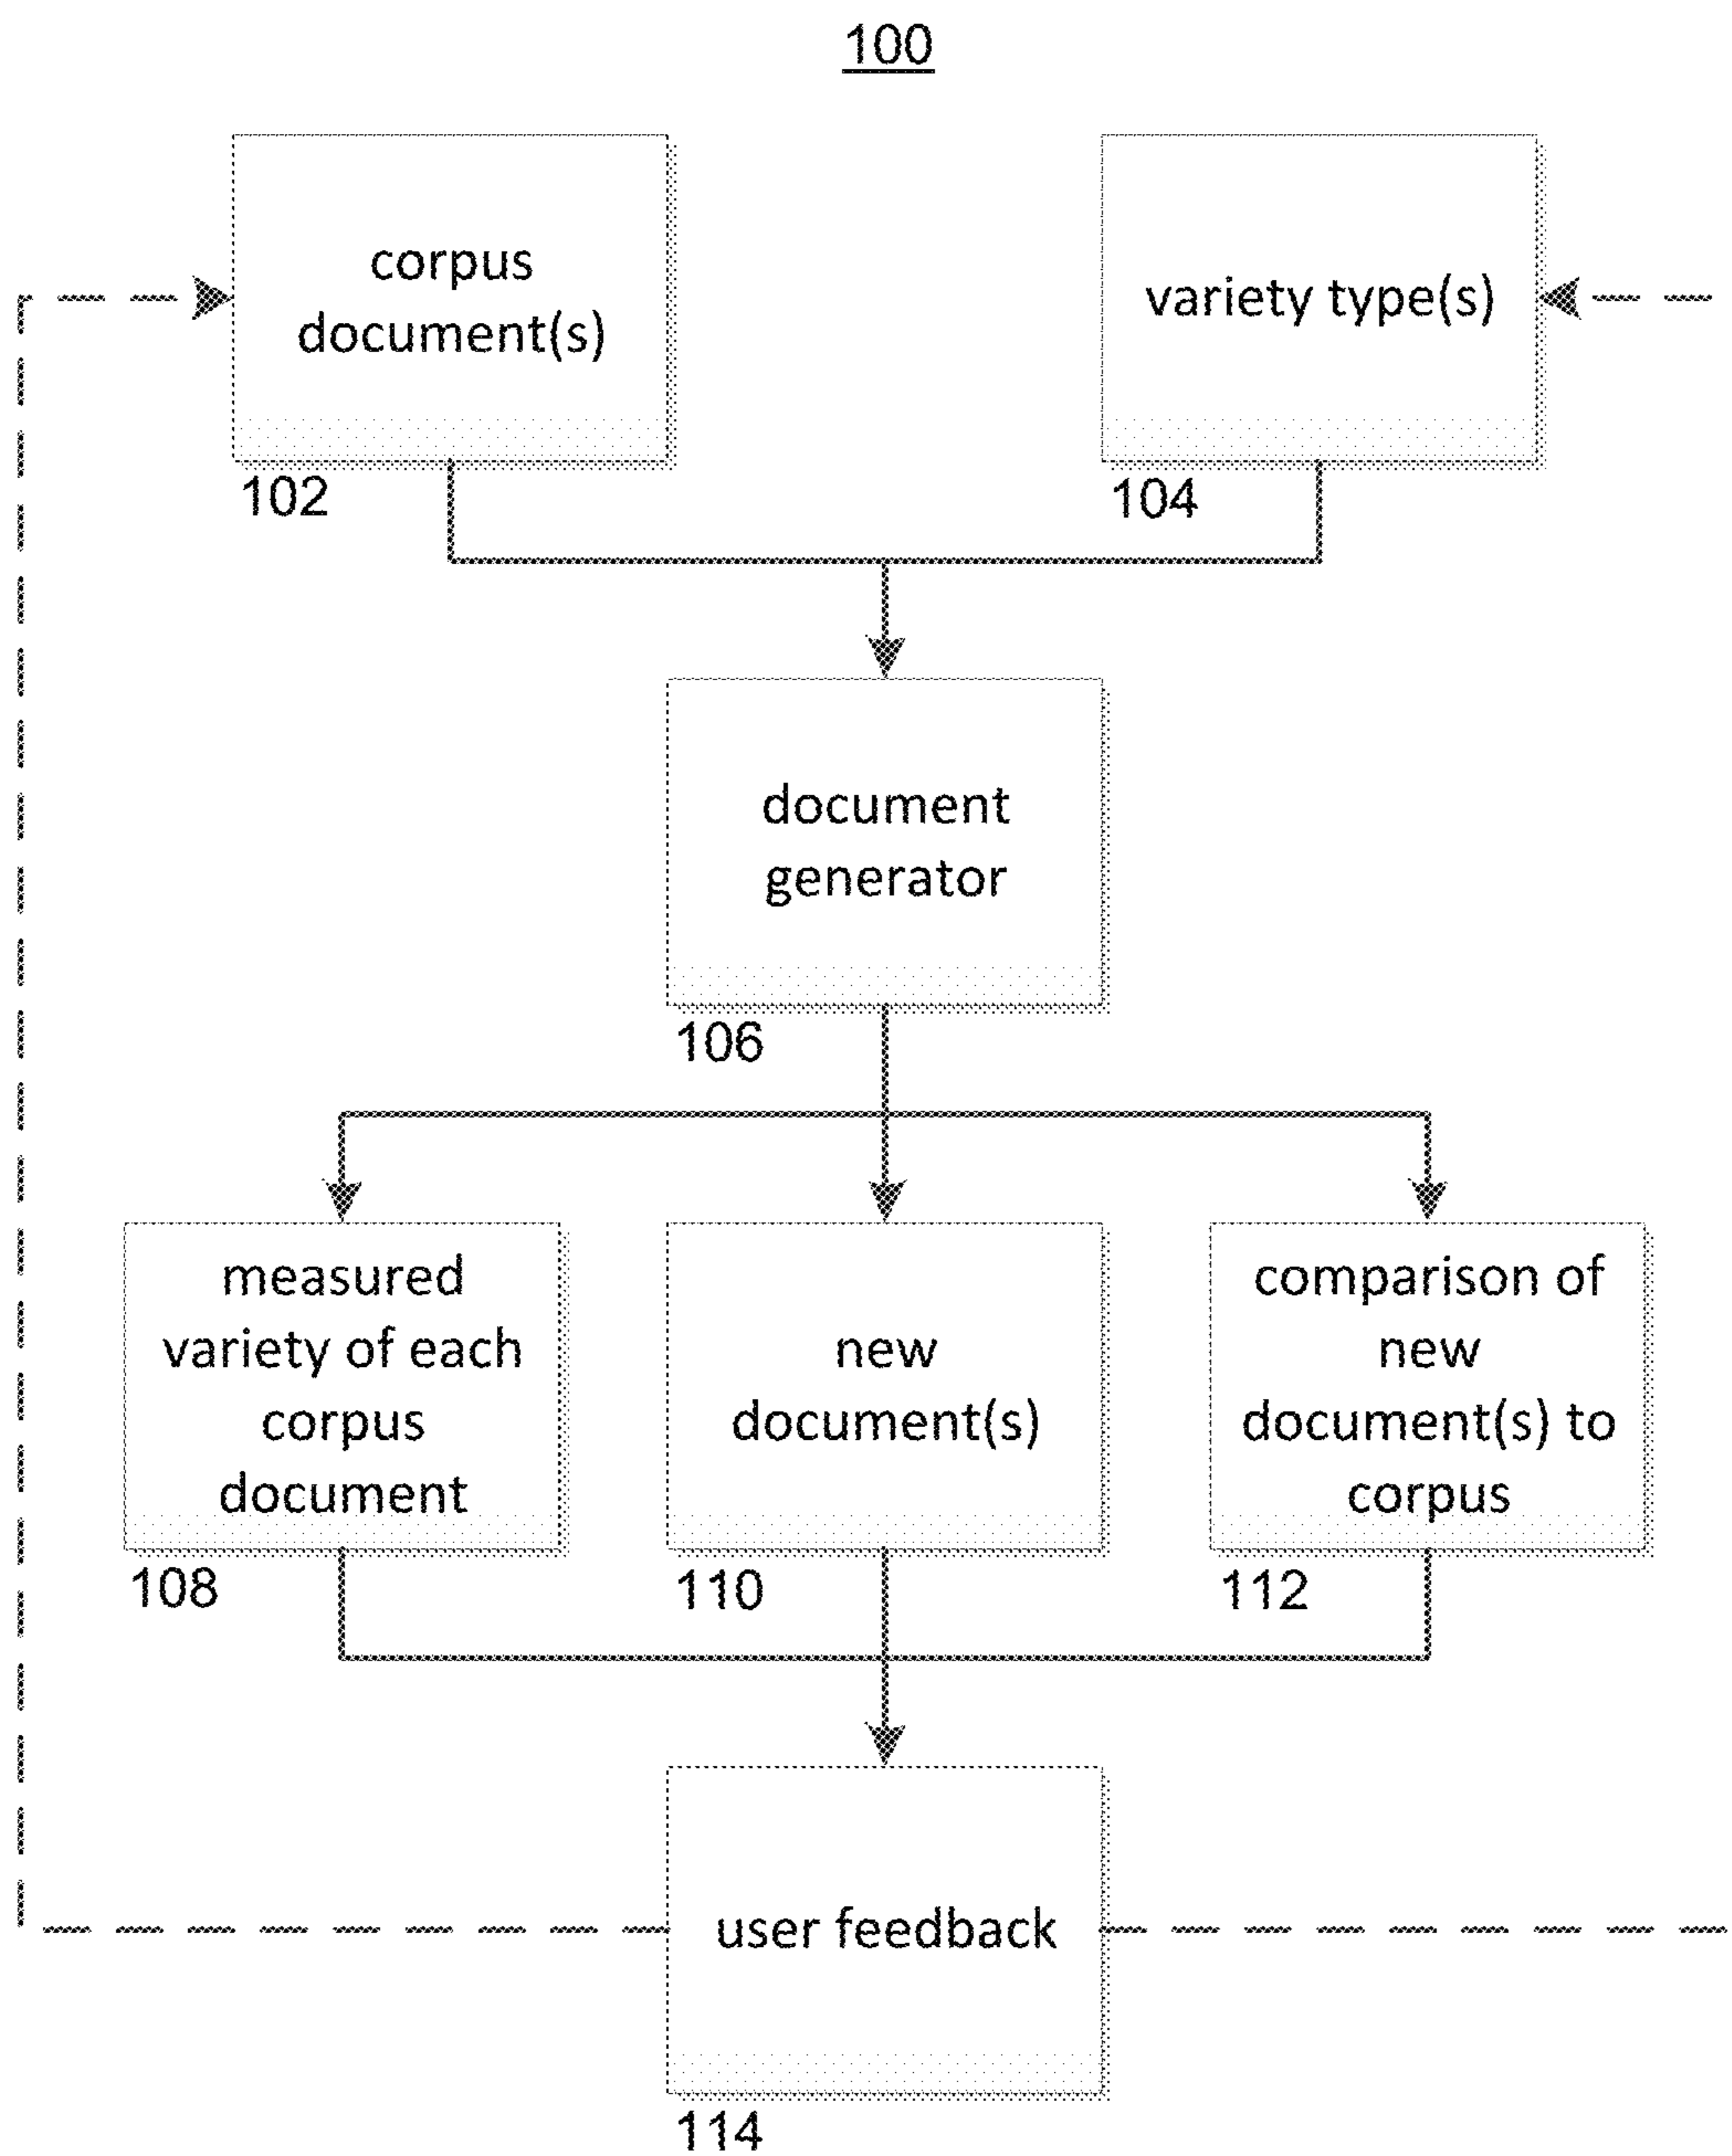 100
corpus
document(s)
102
variety type(s)
104
document
generator
106
measured
variety of each
corpus
document
108
new
document(s)
110
comparison of
new
document(s) to
corpus
112
user feedback
114